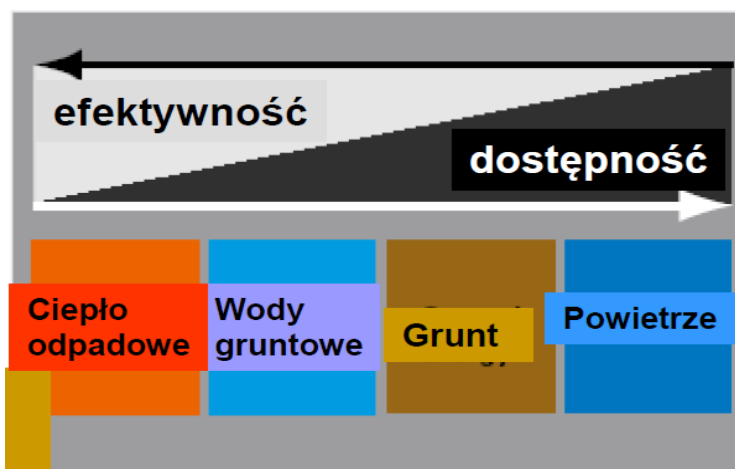 efektywność
dostępność
Ciepło
odpadowe
Wody
gruntowe
Grunt
Powietrze